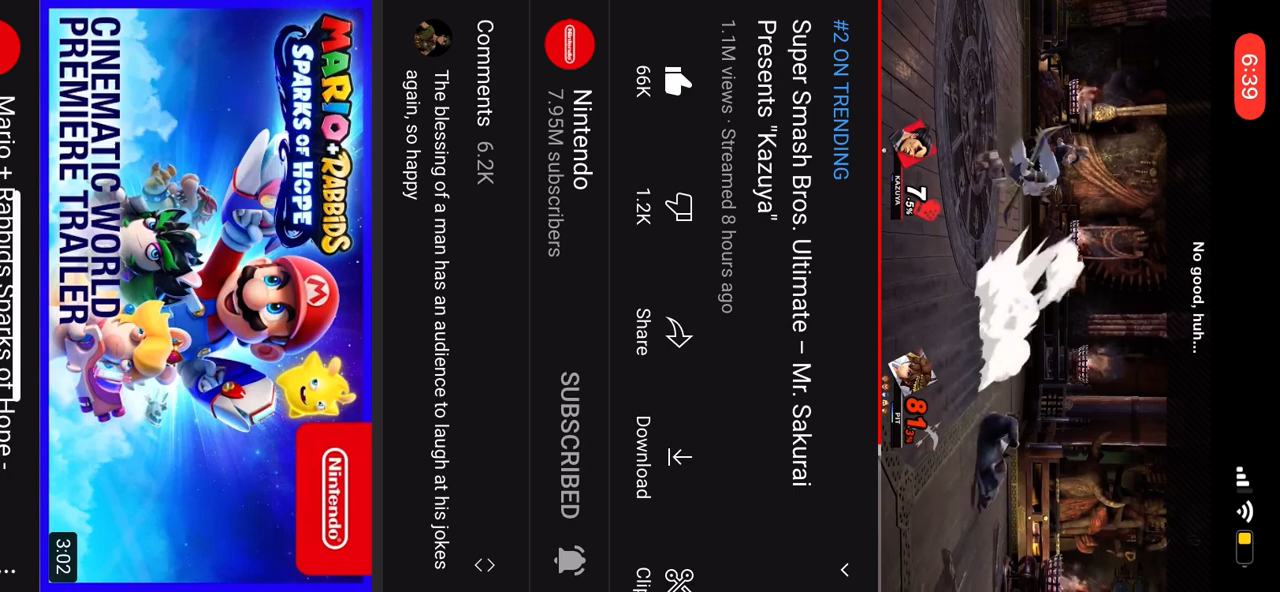 6:39
No good, huh...
KAZUYA
7.5%
PIT
81.3%
#2 ON TRENDING
Super Smash Bros. Ultimate – Mr. Sakurai
Presents "Kazuya"
1.1M views · Streamed 8 hours ago
66K
1.2K
Share
Download
Clip
Nintendo
Nintendo
7.95M subscribers
SUBSCRIBED
Comments 6.2K
The blessing of a man has an audience to laugh at his jokes
again, so happy
MARIO + RABBIDS
SPARKS OF HOPE
Nintendo
CINEMATIC WORLD
PREMIERE TRAILER
3:02
Mario + Rabbids Sparks of Hope -